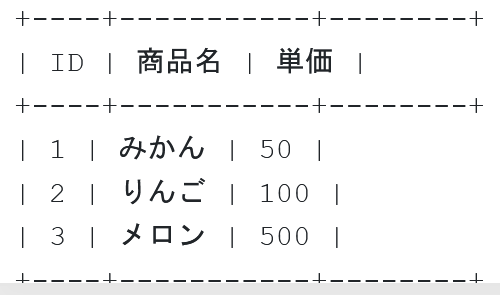 +----+-----------+--------+
| ID | 商品名 | 単価 |
+----+-----------+--------+
| 1 | みかん | 50 |
| 2 | りんご | 100 |
| 3 | メロン | 500 |
+----+-----------+--------+